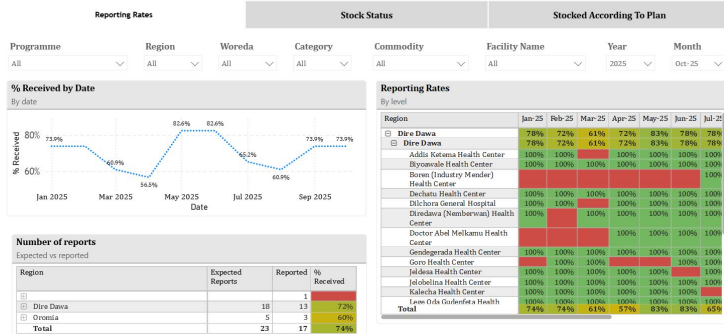 Reporting Rates
Stock Status
Stocked According To Plan
Programme Region Woreda Category Commodity Facility Name Year Month
All All All All All All 2025 Oct-25
% Received by Date
By date
% Received
80%
60%
73.9%
60.9%
56.5%
82.6% 82.6%
65.2%
60.9%
73.9% 73.9%
Jan 2025 Mar 2025 May 2025 Jul 2025 Sep 2025
Date
Number of reports
Expected vs reported
Region Expected Reports Reported % Received
1
Dire Dawa 18 13 72%
Oromia 5 3 60%
Total 23 17 74%
Reporting Rates
By level
Region Jan-25 Feb-25 Mar-25 Apr-25 May-25 Jun-25 Jul-25
Dire Dawa 78% 72% 61% 72% 83% 78% 78%
Dire Dawa 78% 72% 61% 72% 83% 78% 78%
Addis Ketema Health Center 100% 100% 100% 100% 100% 100%
Biyoawale Health Center 100% 100% 100% 100% 100% 100% 100%
Boren (Industry Mender)
Health Center 100%
Dechatu Health Center 100% 100% 100% 100% 100% 100% 100%
Dilchora General Hospital 100% 100% 100% 100% 100% 100%
Diredawa (Nemberwan) Health
Center 100% 100% 100% 100% 100% 100%
Doctor Abel Melkamu Health
Center 100% 100% 100% 100%
Gendegerada Health Center 100% 100% 100% 100% 100% 100% 100%
Goro Health Center 100% 100% 100%
Jeldesa Health Center 100% 100% 100% 100% 100% 100%
Jelobelina Health Center 100% 100% 100% 100% 100% 100% 100%
Kalecha Health Center 100% 100% 100% 100% 100% 100%
Lege Oda Gudenfeta Health 100% 100% 100% 100% 100% 100% 100%
Total 74% 74% 61% 57% 83% 83% 65%